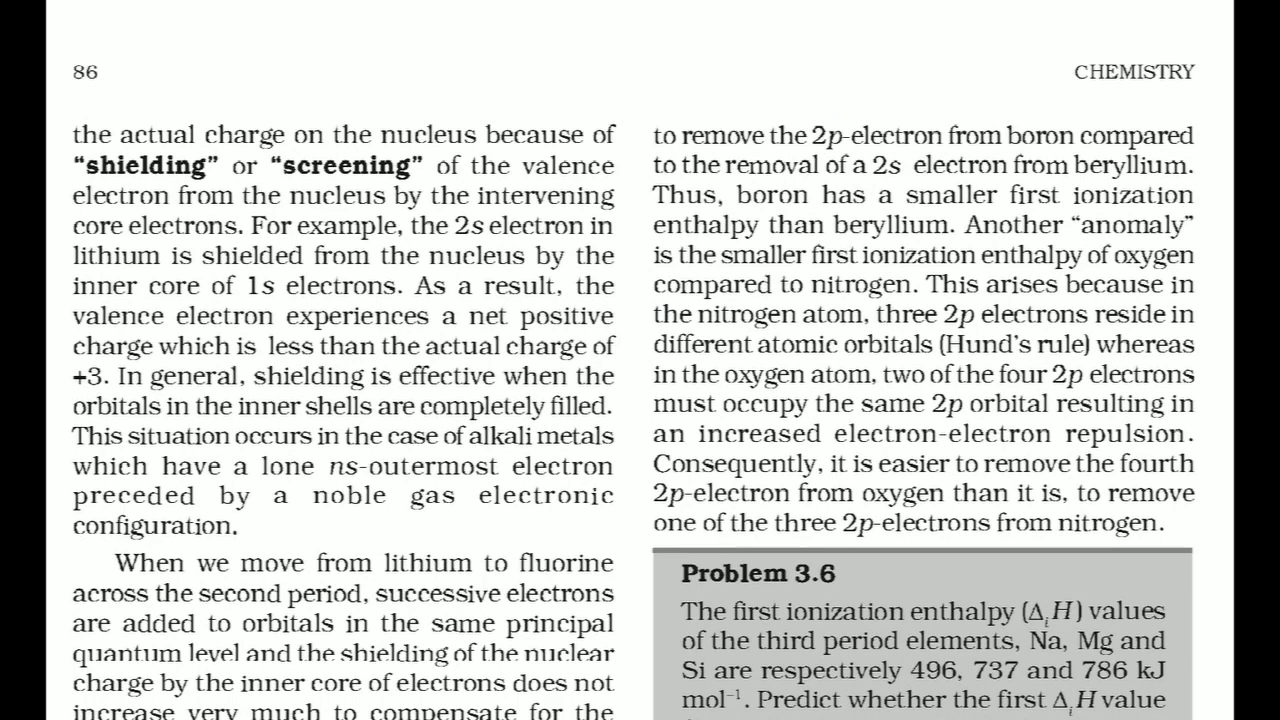 86
CHEMISTRY
the actual charge on the nucleus because of
“shielding” or “screening” of the valence
electron from the nucleus by the intervening
core electrons. For example, the 2s electron in
lithium is shielded from the nucleus by the
inner core of 1s electrons. As a result, the
valence electron experiences a net positive
charge which is less than the actual charge of
+3. In general, shielding is effective when the
orbitals in the inner shells are completely filled.
This situation occurs in the case of alkali metals
which have a lone ns-outermost electron
preceded by a noble gas electronic
configuration.
When we move from lithium to fluorine
across the second period, successive electrons
are added to orbitals in the same principal
quantum level and the shielding of the nuclear
charge by the inner core of electrons does not
increase very much to compensate for the
to remove the 2p-electron from boron compared
to the removal of a 2s electron from beryllium.
Thus, boron has a smaller first ionization
enthalpy than beryllium. Another “anomaly”
is the smaller first ionization enthalpy of oxygen
compared to nitrogen. This arises because in
the nitrogen atom, three 2p electrons reside in
different atomic orbitals (Hund’s rule) whereas
in the oxygen atom, two of the four 2p electrons
must occupy the same 2p orbital resulting in
an increased electron-electron repulsion.
Consequently, it is easier to remove the fourth
2p-electron from oxygen than it is, to remove
one of the three 2p-electrons from nitrogen.
Problem 3.6
The first ionization enthalpy (ΔᵢH) values
of the third period elements, Na, Mg and
Si are respectively 496, 737 and 786 kJ
mol⁻¹. Predict whether the first ΔᵢH value